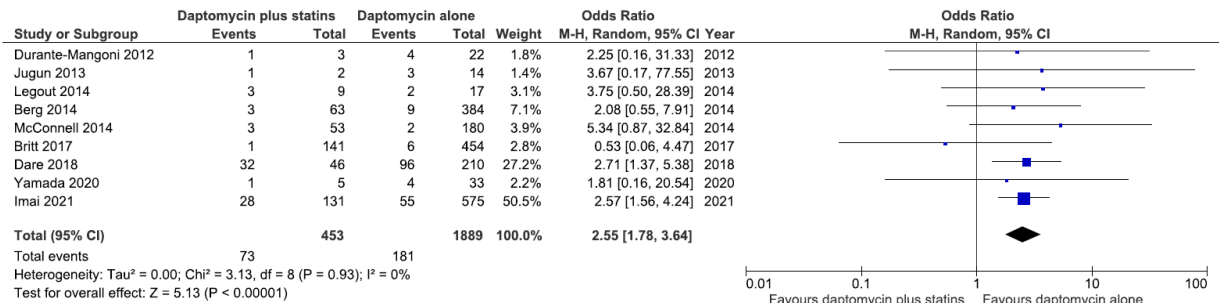 Daptomycin plus statins Daptomycin alone Odds Ratio Odds Ratio
Study or Subgroup Events Total Events Total Weight M-H, Random, 95% CI Year M-H, Random, 95% CI
Durante-Mangoni 2012 1 3 4 22 1.8% 2.25 [0.16, 31.33] 2012
Jugun 2013 1 2 3 14 1.4% 3.67 [0.17, 77.55] 2013
Legout 2014 3 9 2 17 3.1% 3.75 [0.50, 28.39] 2014
Berg 2014 3 63 9 384 7.1% 2.08 [0.55, 7.91] 2014
McConnell 2014 3 53 2 180 3.9% 5.34 [0.87, 32.84] 2014
Britt 2017 1 141 6 454 2.8% 0.53 [0.06, 4.47] 2017
Dare 2018 32 46 96 210 27.2% 2.71 [1.37, 5.38] 2018
Yamada 2020 1 5 4 33 2.2% 1.81 [0.16, 20.54] 2020
Imai 2021 28 131 55 575 50.5% 2.57 [1.56, 4.24] 2021
Total (95% CI) 453 1889 100.0% 2.55 [1.78, 3.64]
Total events 73 181
Heterogeneity: Tau² = 0.00; Chi² = 3.13, df = 8 (P = 0.93); I² = 0%
Test for overall effect: Z = 5.13 (P < 0.00001)
0.01 0.1 1 10 100
Favours daptomycin plus statins Favours daptomycin alone